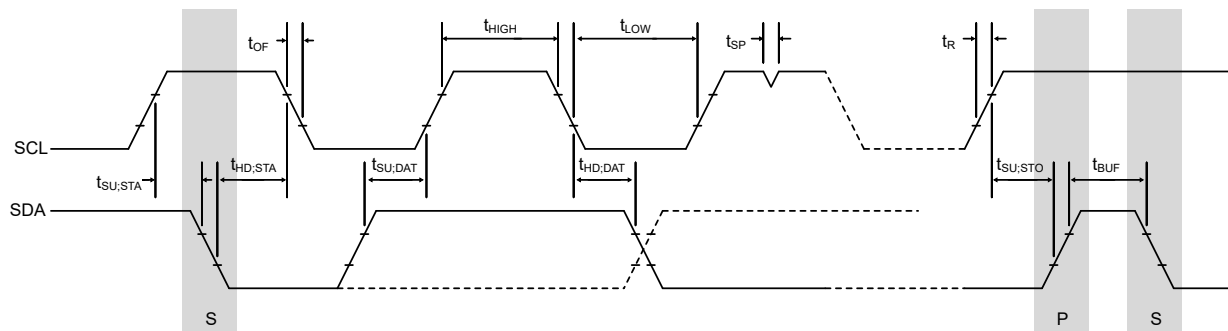 tOF
tHIGH
tLOW
tSP
tR
SCL
tSU;STA
tHD;STA
tSU;DAT
tHD;DAT
tSU;STO
tBUF
SDA
S
P
S